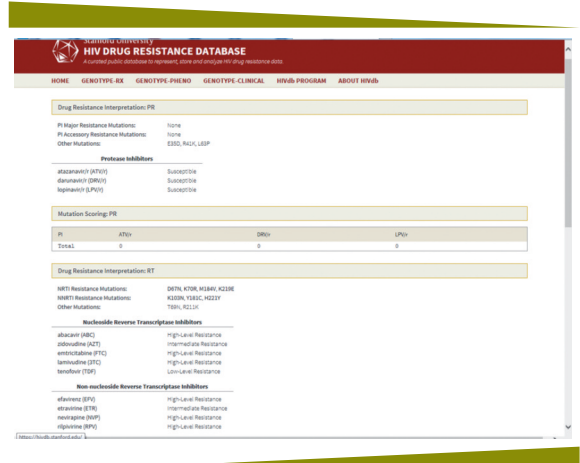 Stanford University
HIV DRUG RESISTANCE DATABASE
A curated public database to represent, store and analyze HIV drug resistance data.
HOME GENOTYPE-RX GENOTYPE-PHENO GENOTYPE-CLINICAL HIVdb PROGRAM ABOUT HIVdb
Drug Resistance Interpretation: PR
PI Major Resistance Mutations: None
PI Accessory Resistance Mutations: None
Other Mutations: E35D, R41K, L63P
Protease Inhibitors
atazanavir/r (ATV/r) Susceptible
darunavir/r (DRV/r) Susceptible
lopinavir/r (LPV/r) Susceptible
Mutation Scoring: PR
PI ATV/r DRV/r LPV/r
Total 0 0 0
Drug Resistance Interpretation: RT
NRTI Resistance Mutations: D67N, K70R, M184V, K219E
NNRTI Resistance Mutations: K103N, Y181C, H221Y
Other Mutations: T69N, R211K
Nucleoside Reverse Transcriptase Inhibitors
abacavir (ABC) High-Level Resistance
zidovudine (AZT) Intermediate Resistance
emtricitabine (FTC) High-Level Resistance
lamivudine (3TC) High-Level Resistance
tenofovir (TDF) Low-Level Resistance
Non-nucleoside Reverse Transcriptase Inhibitors
efavirenz (EFV) High-Level Resistance
etravirine (ETR) Intermediate Resistance
nevirapine (NVP) High-Level Resistance
rilpivirine (RPV) High-Level Resistance
https://hivdb.stanford.edu/